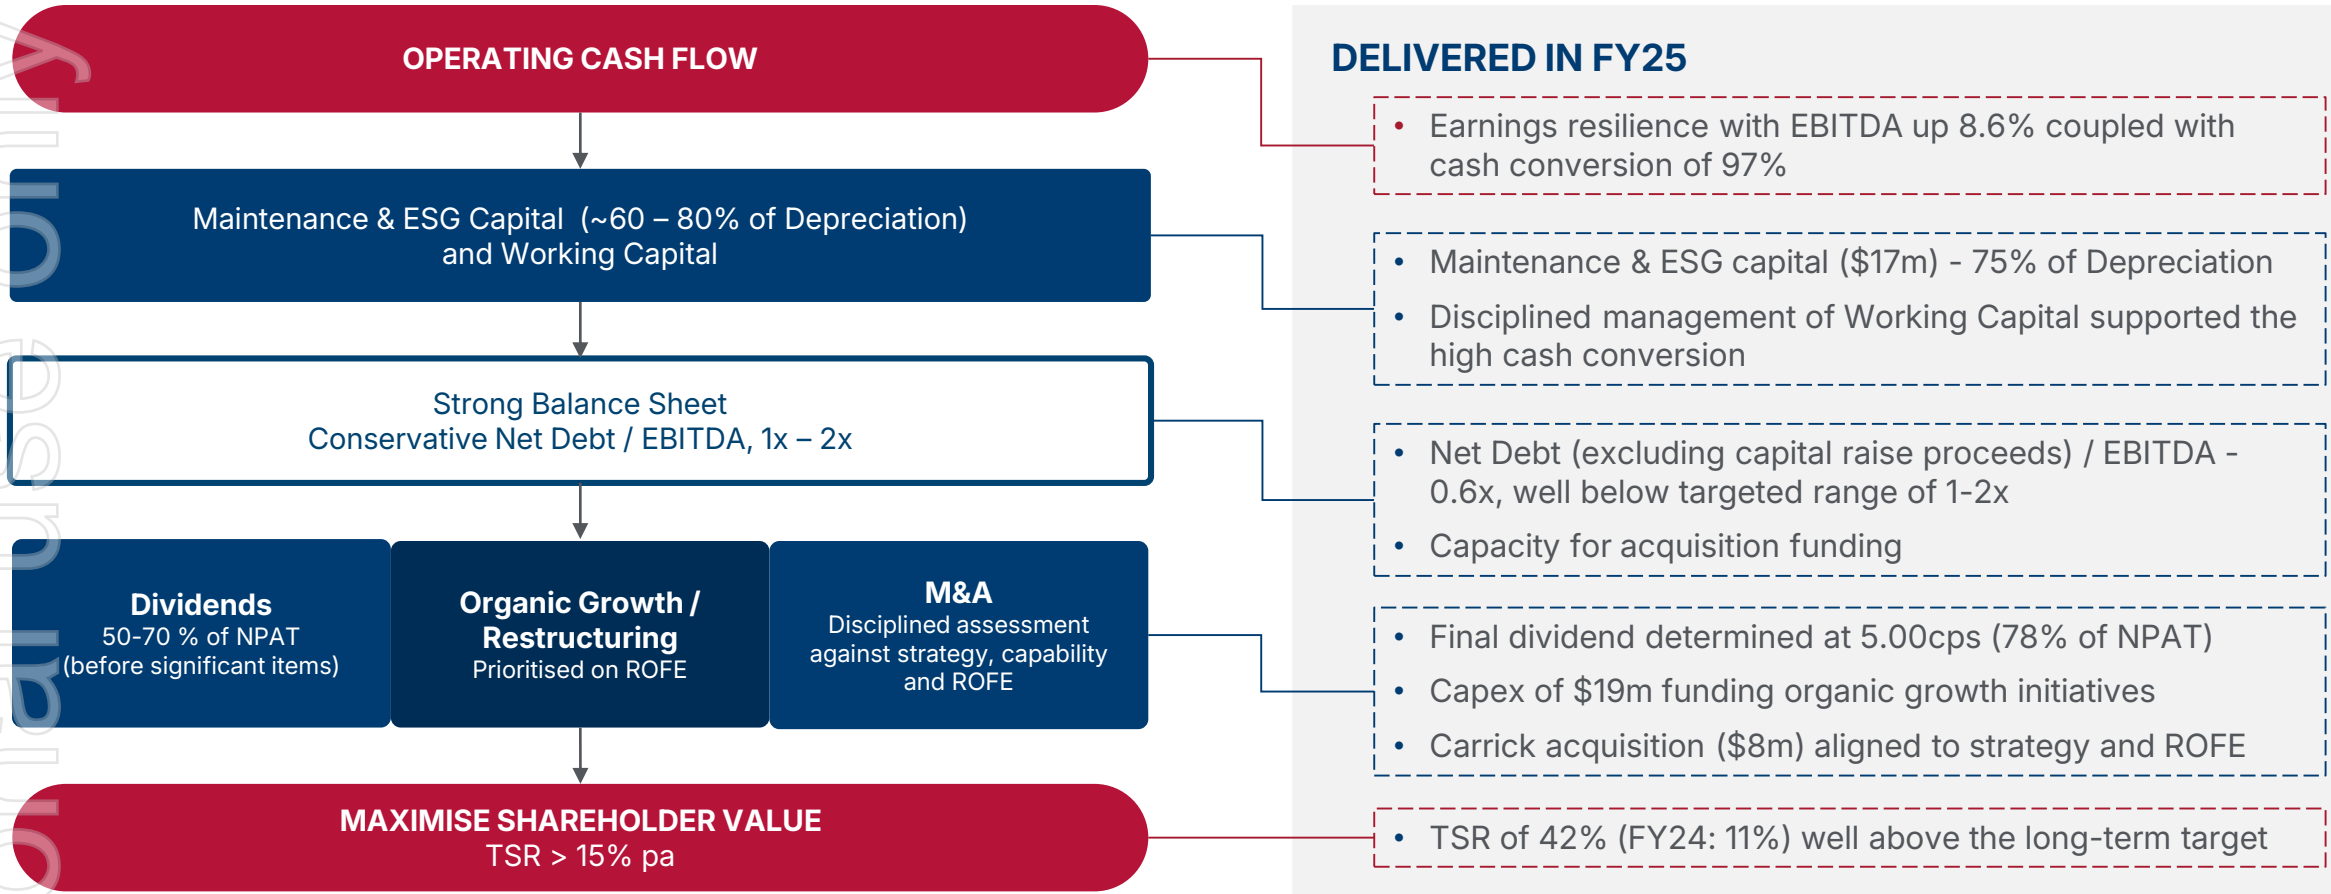 OPERATING CASH FLOW
Maintenance & ESG Capital (~60 – 80% of Depreciation)
and Working Capital
Strong Balance Sheet
Conservative Net Debt / EBITDA, 1x – 2x
Dividends
50-70 % of NPAT
(before significant items)
Organic Growth /
Restructuring
Prioritised on ROFE
M&A
Disciplined assessment
against strategy, capability
and ROFE
MAXIMISE SHAREHOLDER VALUE
TSR > 15% pa
DELIVERED IN FY25
• Earnings resilience with EBITDA up 8.6% coupled with
cash conversion of 97%
• Maintenance & ESG capital ($17m) - 75% of Depreciation
• Disciplined management of Working Capital supported the
high cash conversion
• Net Debt (excluding capital raise proceeds) / EBITDA -
0.6x, well below targeted range of 1-2x
• Capacity for acquisition funding
• Final dividend determined at 5.00cps (78% of NPAT)
• Capex of $19m funding organic growth initiatives
• Carrick acquisition ($8m) aligned to strategy and ROFE
• TSR of 42% (FY24: 11%) well above the long-term target
use only